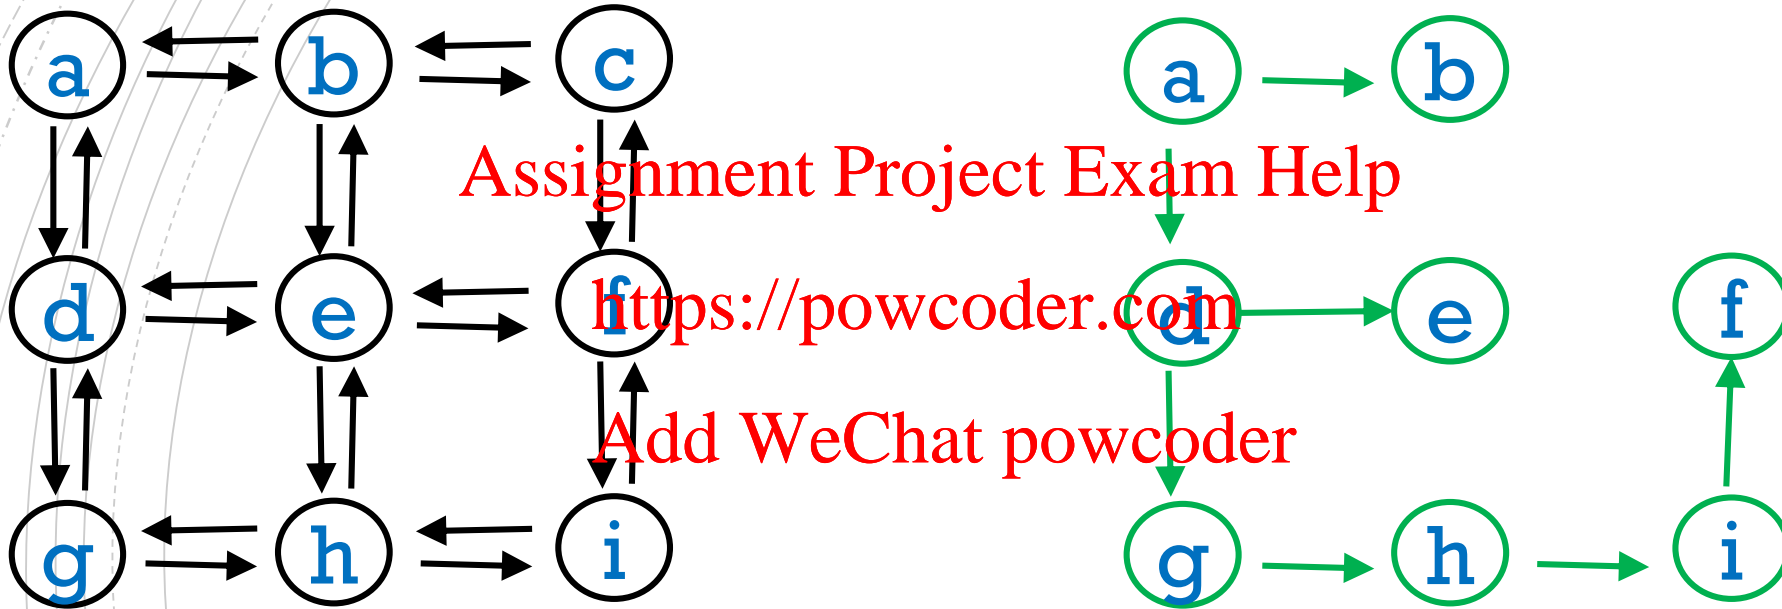 a b c a b
Assignment Project Exam Help
d e f d e f
https://powcoder.com
Add WeChat powcoder
g h i g h i